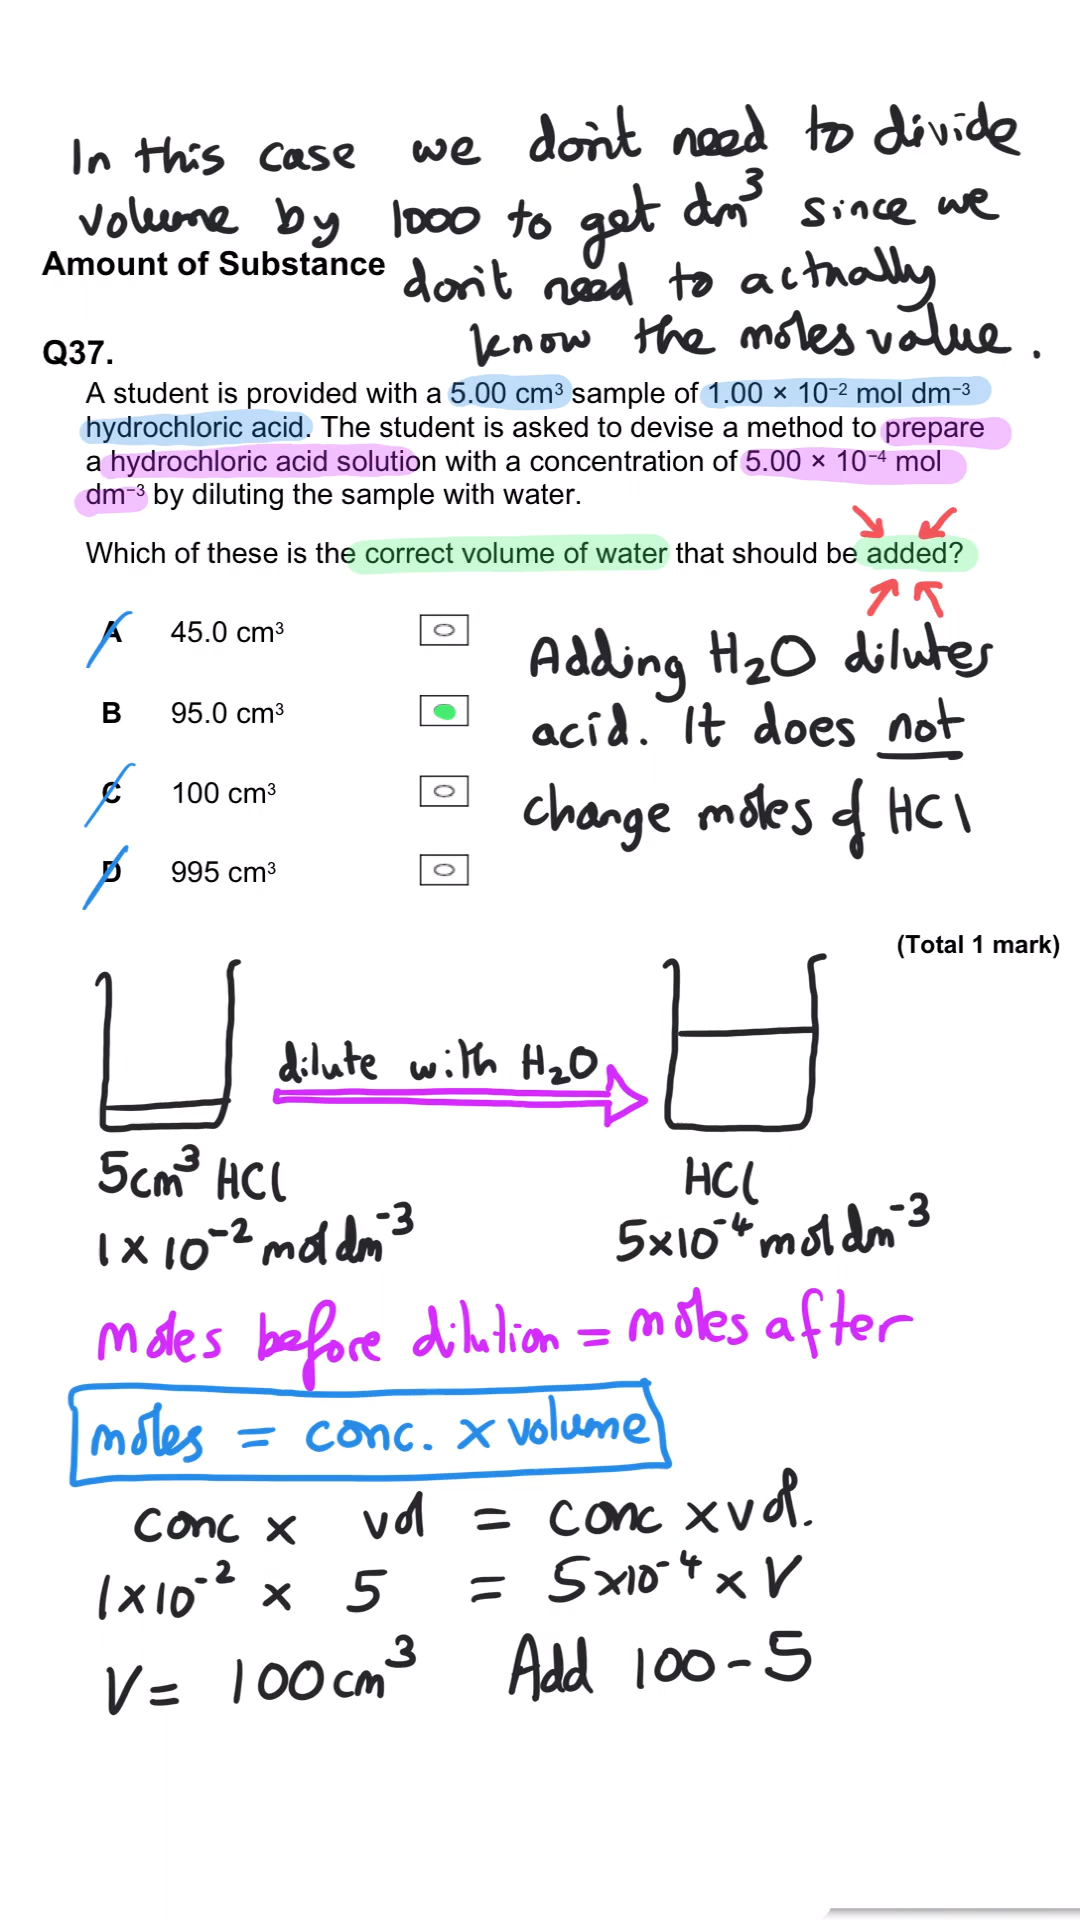 In this case we don't need to divide
volume by 1000 to get dm³ since we
Amount of Substance
don't need to actually
know the moles value.
Q37.
A student is provided with a 5.00 cm³ sample of 1.00 × 10⁻² mol dm⁻³
hydrochloric acid. The student is asked to devise a method to prepare
a hydrochloric acid solution with a concentration of 5.00 × 10⁻⁴ mol
dm⁻³ by diluting the sample with water.
Which of these is the correct volume of water that should be added?
A 45.0 cm³
B 95.0 cm³
C 100 cm³
D 995 cm³
Adding H₂O dilutes
acid. It does not
change moles of HCl
(Total 1 mark)
dilute with H₂O
5cm³ HCl
1 x 10⁻² mol dm⁻³
HCl
5x10⁻⁴ mol dm⁻³
moles before dilution = moles after
moles = conc. x volume
conc x vol = conc x vol.
1x10⁻² x 5 = 5x10⁻⁴ x V
V = 100cm³ Add 100-5